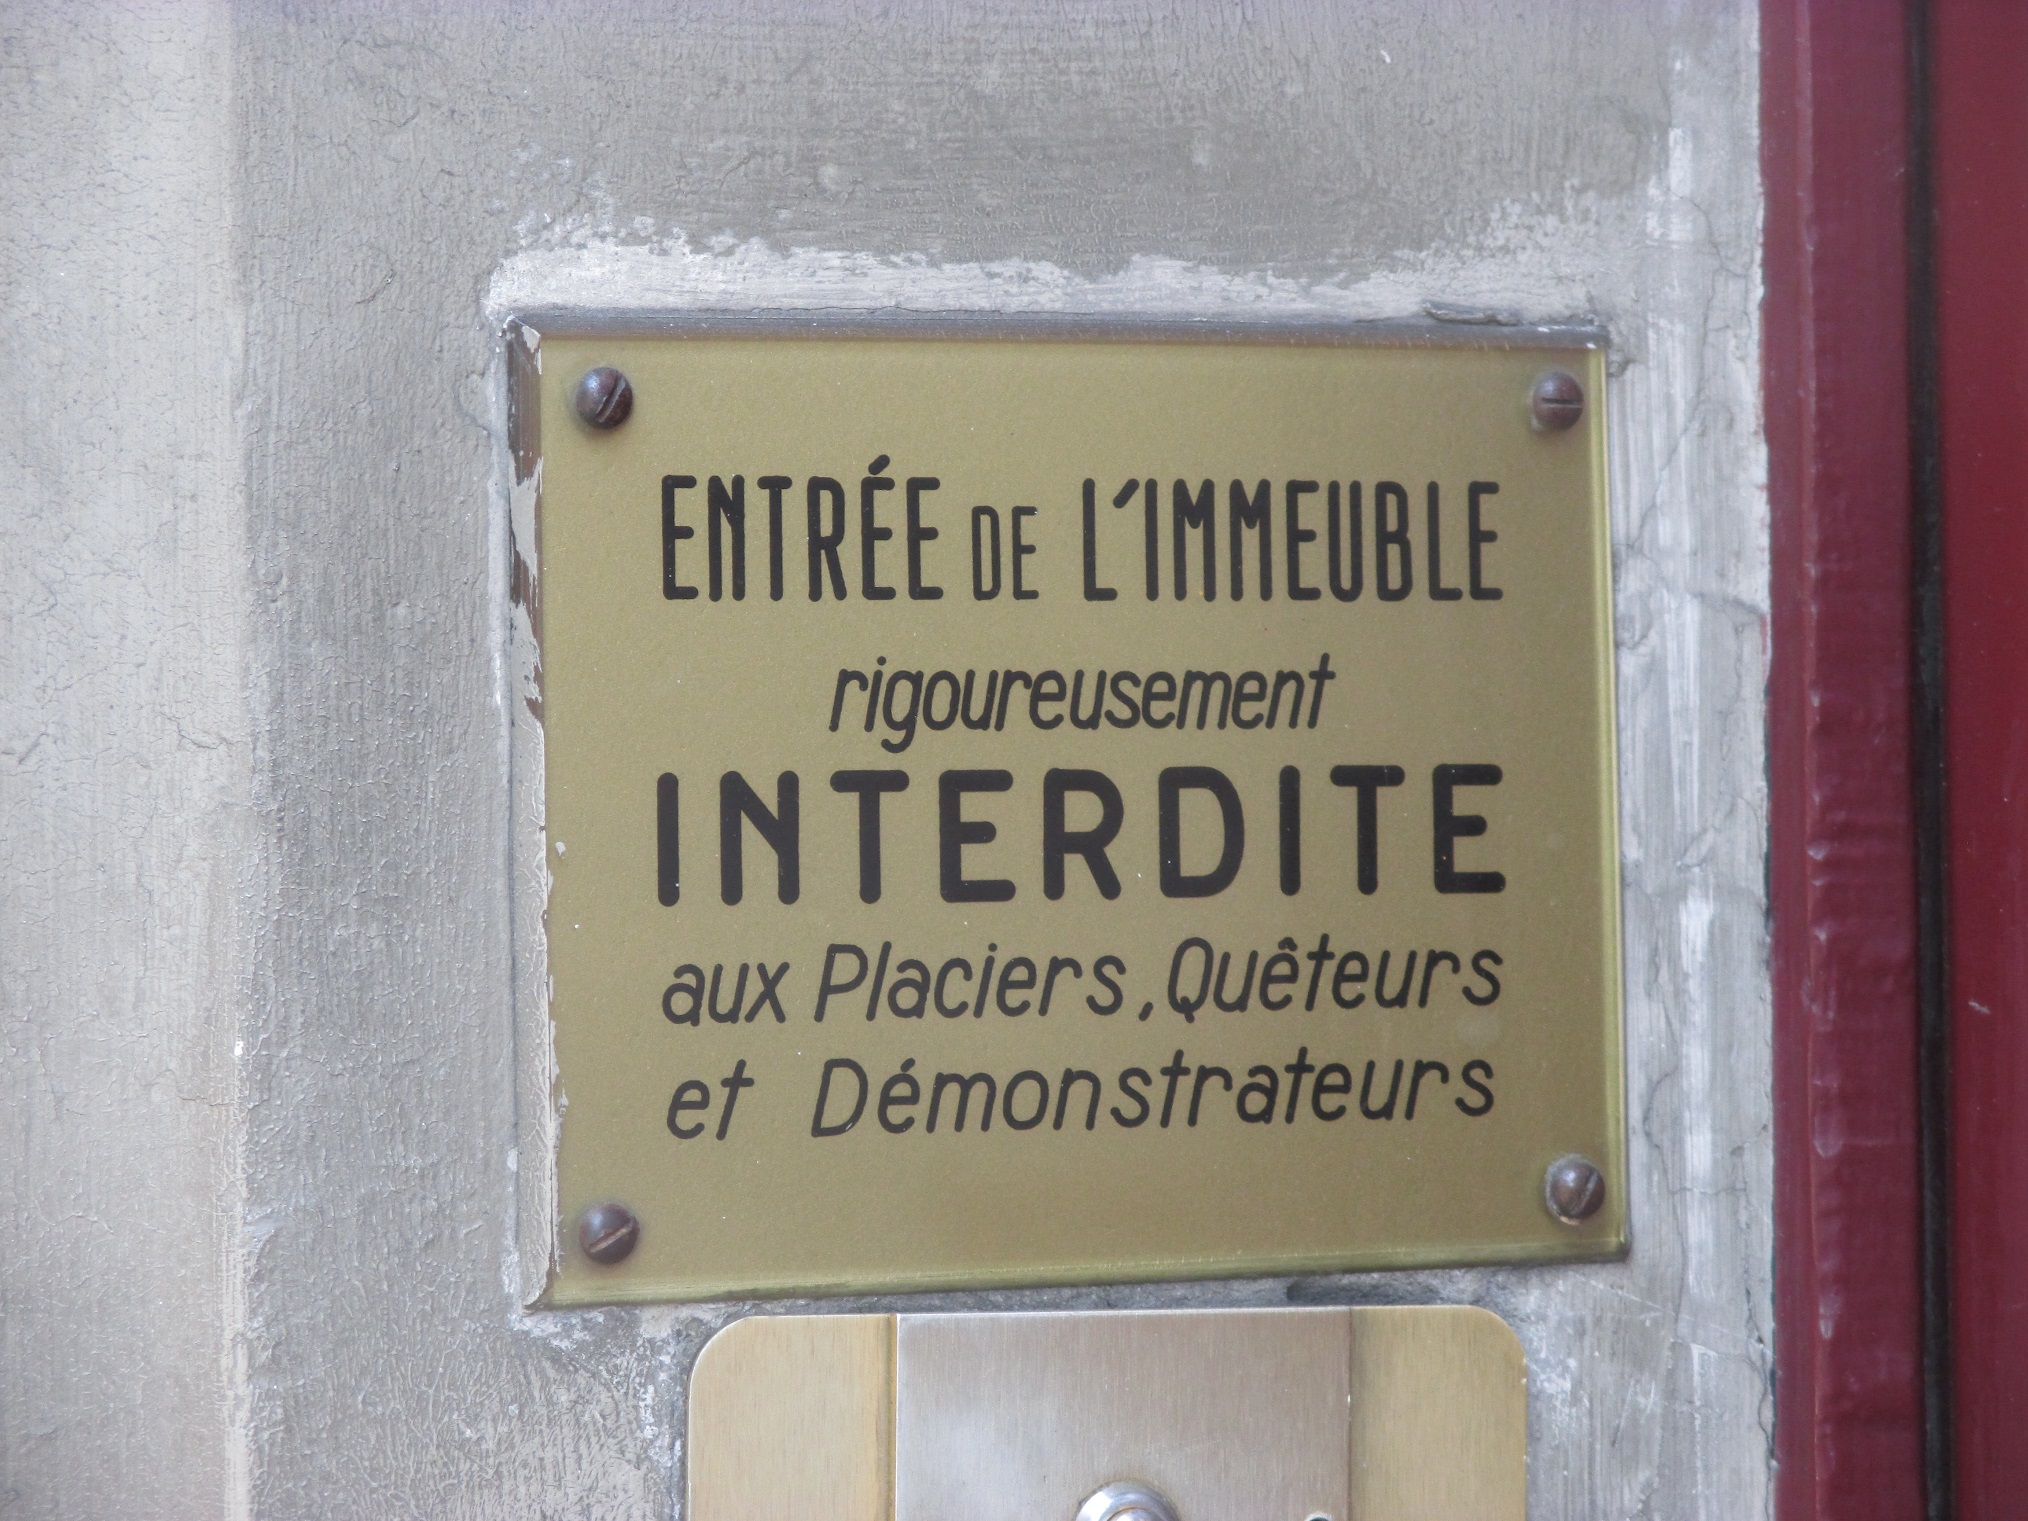 ENTRÉE DE L'IMMEUBLE
rigoureusement
INTERDITE
aux Placiers, Quêteurs
et Démonstrateurs